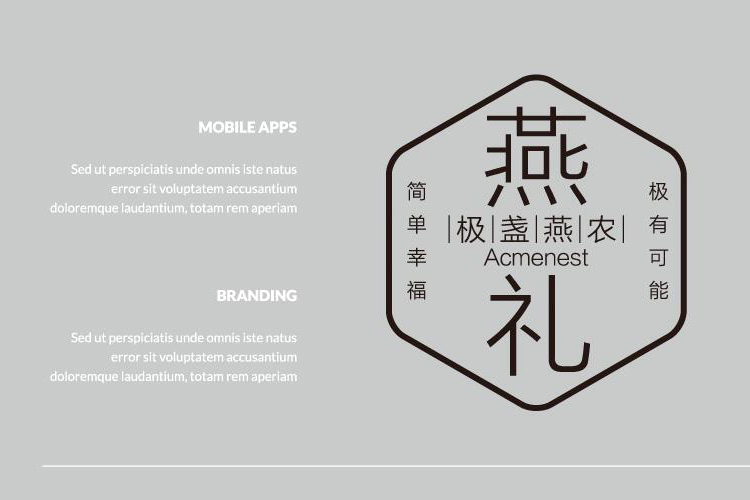 MOBILE APPS
Sed ut perspiciatis unde omnis iste natus
error sit voluptatem accusantium
doloremque laudantium, totam rem aperiam
BRANDING
Sed ut perspiciatis unde omnis iste natus
error sit voluptatem accusantium
doloremque laudantium, totam rem aperiam
燕
简单幸福
|极|盏|燕|农|
Acmenest
极有可能
礼